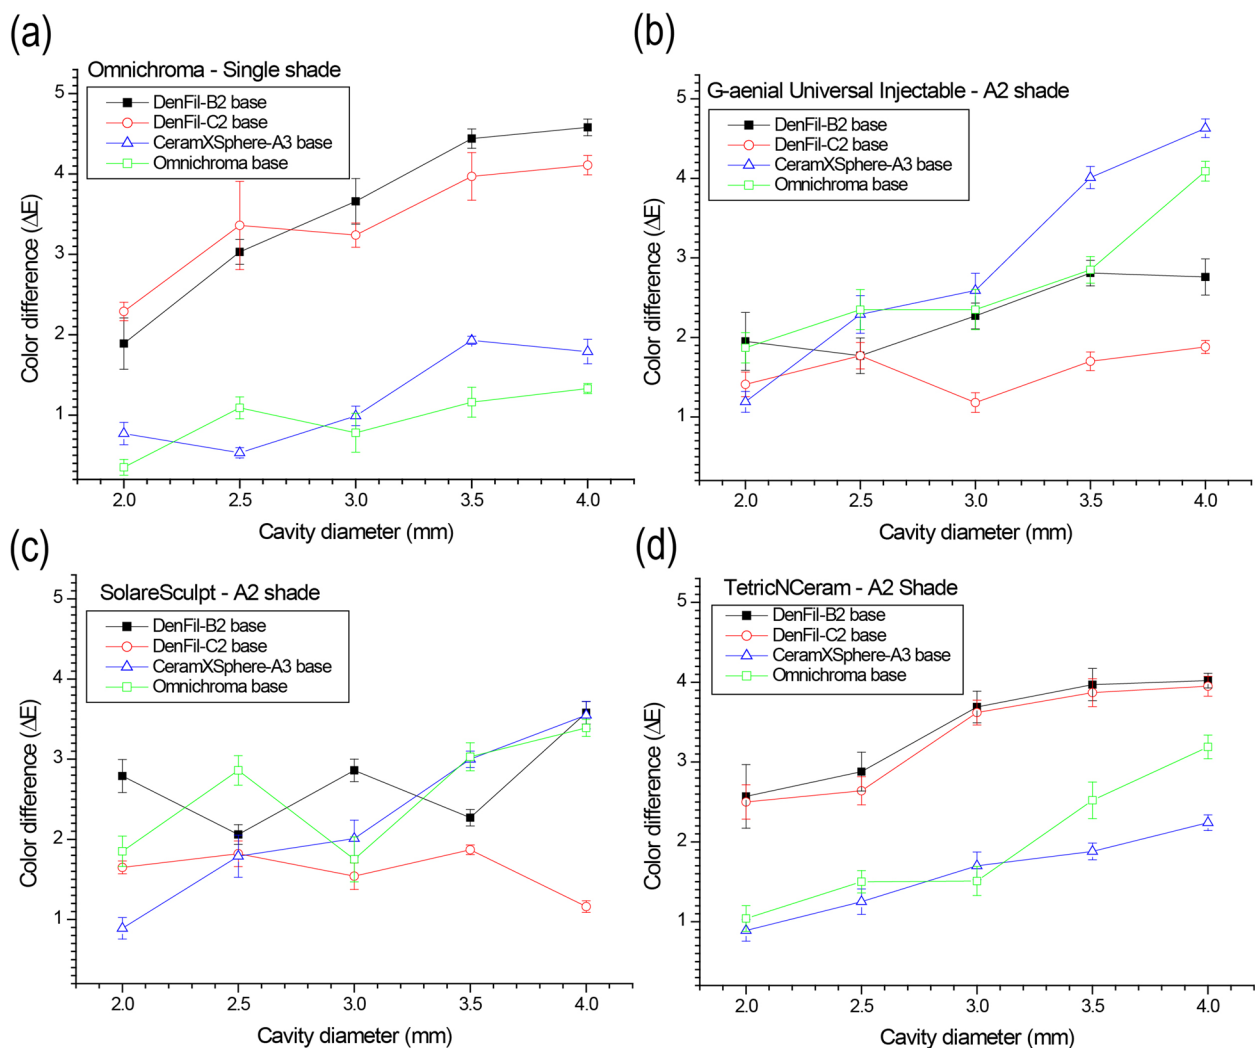 (a)
Omnichroma - Single shade
DenFil-B2 base
DenFil-C2 base
CeramXSphere-A3 base
Omnichroma base
5
4
3
2
1
Color difference (ΔE)
2.0 2.5 3.0 3.5 4.0
Cavity diameter (mm)
(b)
G-aenial Universal Injectable - A2 shade
DenFil-B2 base
DenFil-C2 base
CeramXSphere-A3 base
Omnichroma base
5
4
3
2
1
Color difference (ΔE)
2.0 2.5 3.0 3.5 4.0
Cavity diameter (mm)
(c)
SolareSculpt - A2 shade
DenFil-B2 base
DenFil-C2 base
CeramXSphere-A3 base
Omnichroma base
5
4
3
2
1
Color difference (ΔE)
2.0 2.5 3.0 3.5 4.0
Cavity diameter (mm)
(d)
TetricNCeram - A2 Shade
DenFil-B2 base
DenFil-C2 base
CeramXSphere-A3 base
Omnichroma base
5
4
3
2
1
Color difference (ΔE)
2.0 2.5 3.0 3.5 4.0
Cavity diameter (mm)